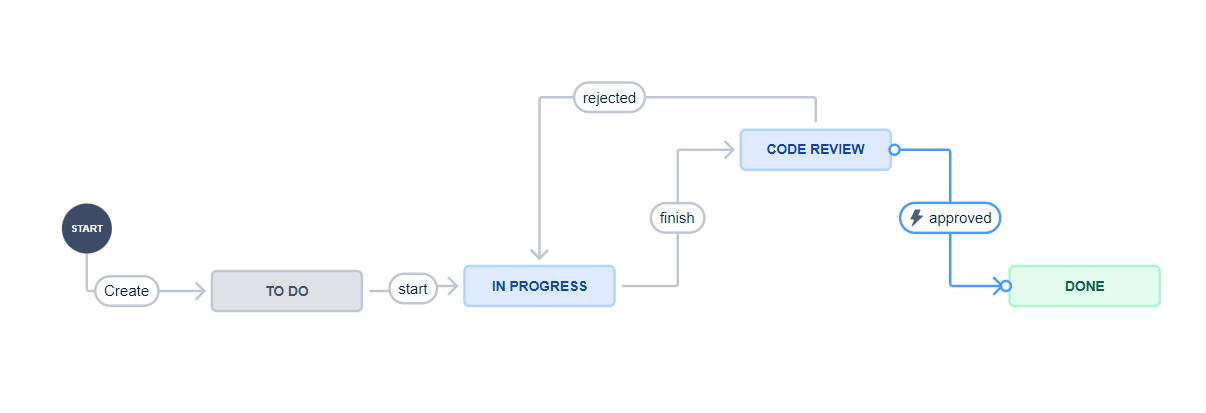 rejected
CODE REVIEW
START
finish
approved
Create
TO DO
start
IN PROGRESS
DONE